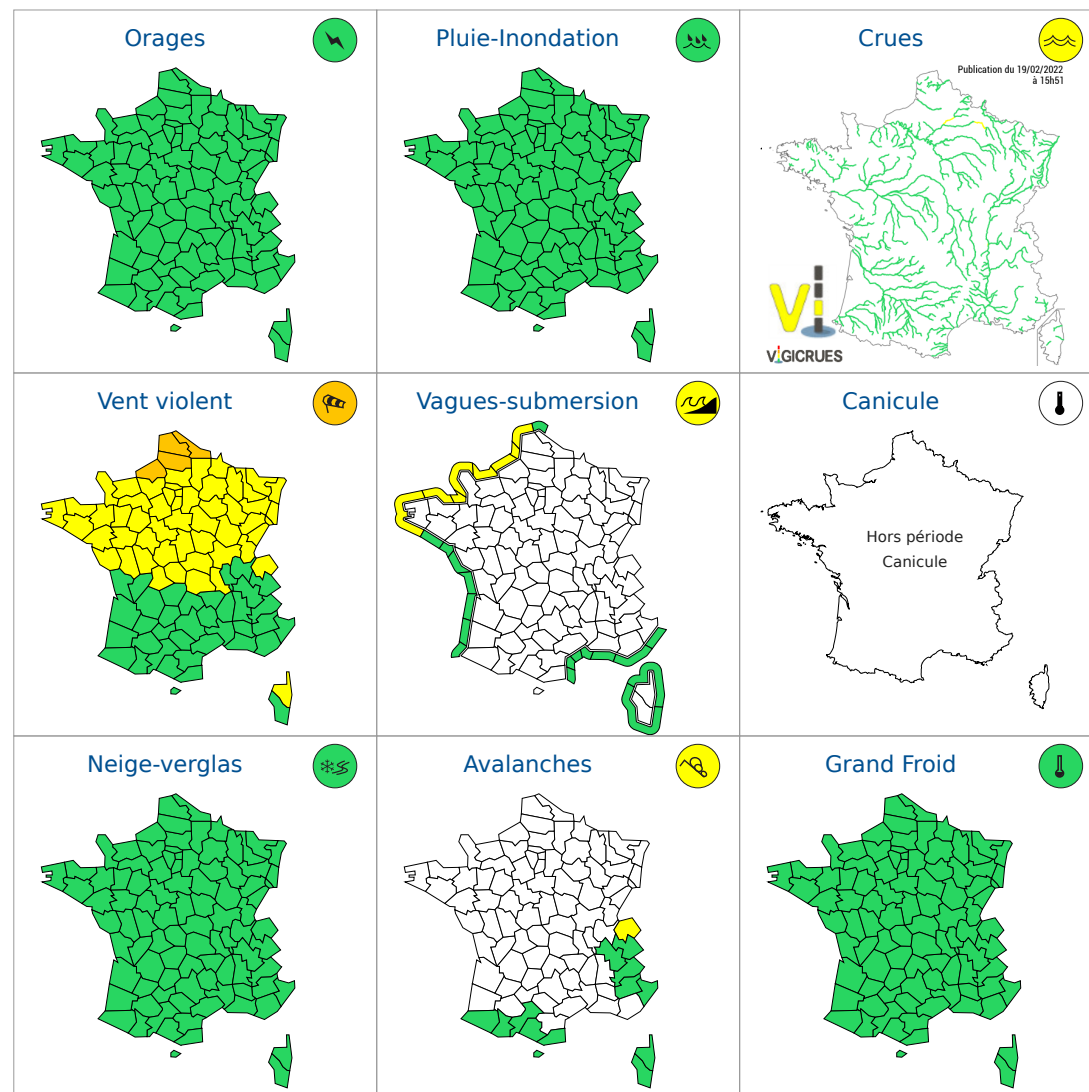 Orages
Pluie-Inondation
Crues
Publication du 19/02/2022
à 15h51
Vi
VIGICRUES
Vent violent
Vagues-submersion
Canicule
Hors période
Canicule
Neige-verglas
Avalanches
Grand Froid